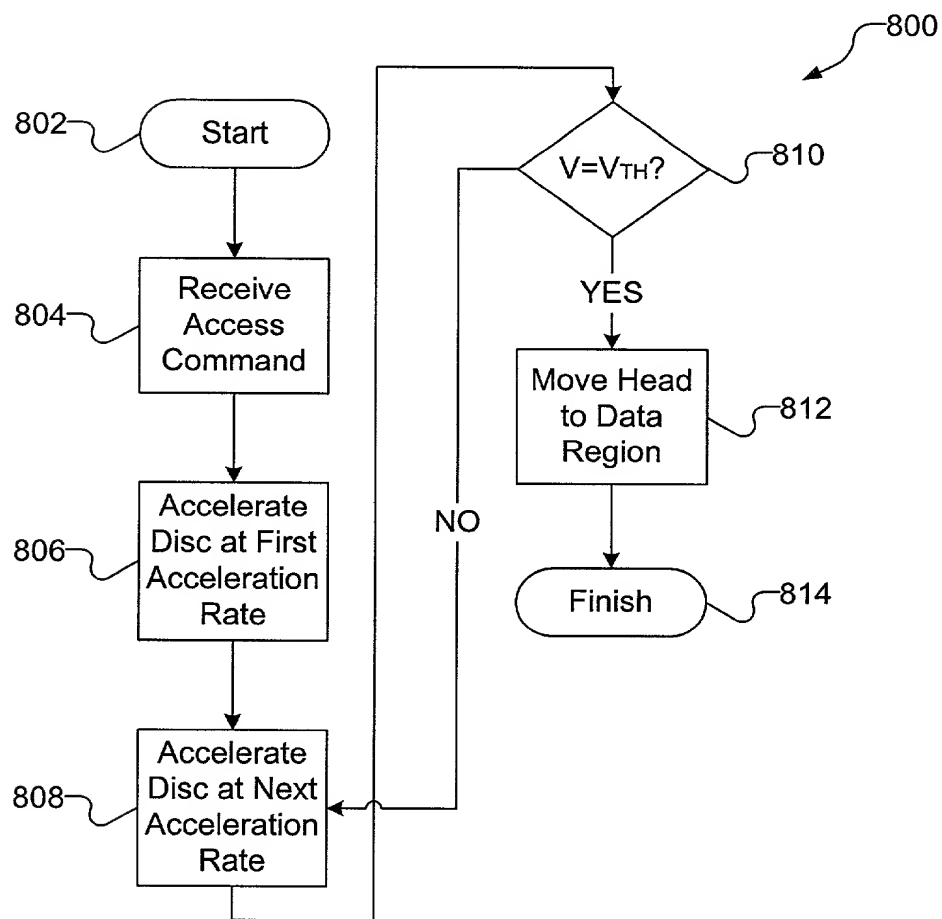 800
802
Start
804
Receive
Access
Command
806
Accelerate
Disc at First
Acceleration
Rate
808
Accelerate
Disc at Next
Acceleration
Rate
V=VTH?
810
YES
NO
Move Head
to Data
Region
812
Finish
814